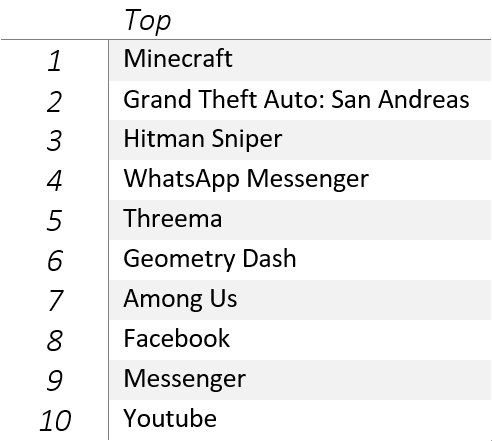 Top
1 Minecraft
2 Grand Theft Auto: San Andreas
3 Hitman Sniper
4 WhatsApp Messenger
5 Threema
6 Geometry Dash
7 Among Us
8 Facebook
9 Messenger
10 Youtube